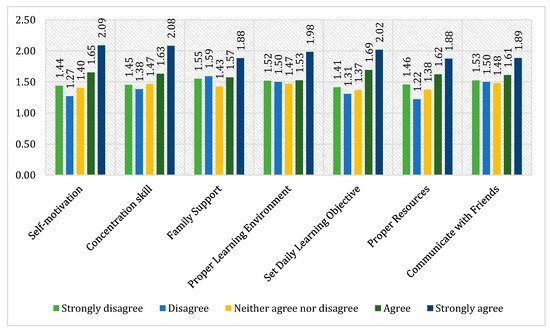 2.50
2.00
1.50
1.00
0.50
0.00
1.44 1.27 1.40 1.65 2.09
1.45 1.38 1.47 1.63 2.08
1.55 1.59 1.43 1.57 1.88
1.52 1.50 1.47 1.53 1.98
1.41 1.31 1.37 1.69 2.02
1.46 1.22 1.38 1.62 1.88
1.53 1.50 1.48 1.61 1.89
Self-motivation
Concentration skill
Family Support
Proper Learning Environment
Set Daily Learning Objective
Proper Resources
Communicate with Friends
Strongly disagree Disagree Neither agree nor disagree Agree Strongly agree